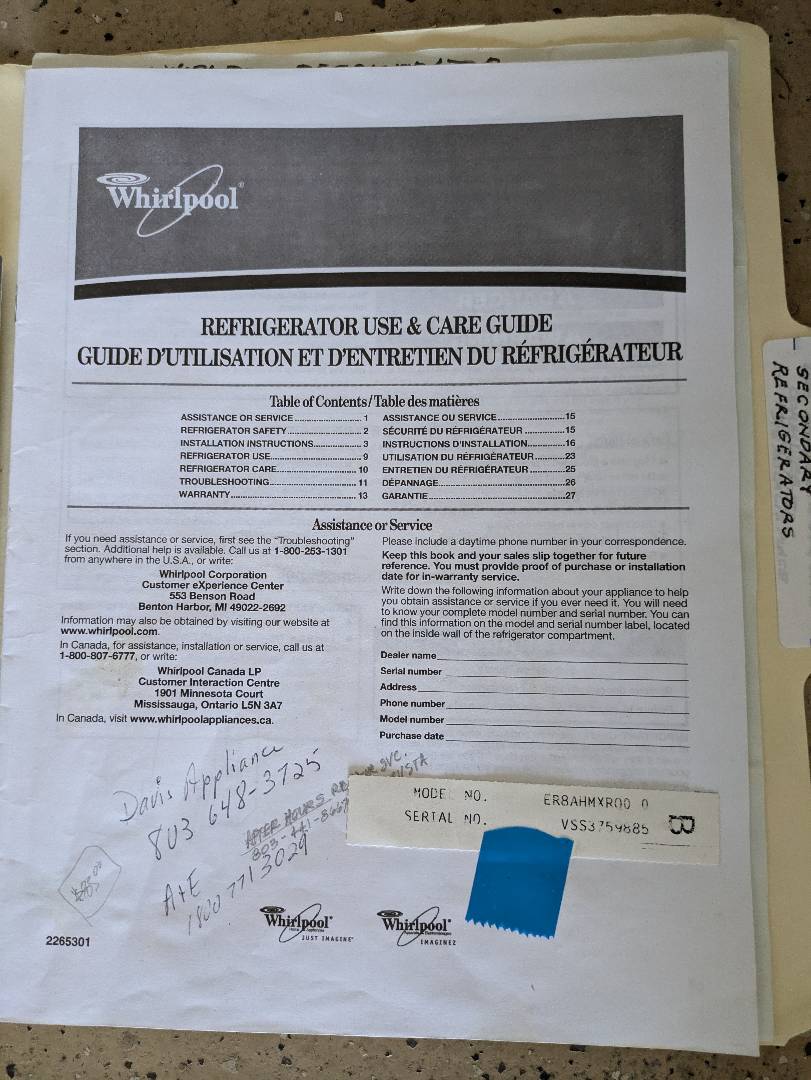 Whirlpool®
REFRIGERATOR USE & CARE GUIDE
GUIDE D'UTILISATION ET D'ENTRETIEN DU RÉFRIGÉRATEUR
Table of Contents/Table des matières
ASSISTANCE OR SERVICE..........................1
REFRIGERATOR SAFETY..........................2
INSTALLATION INSTRUCTIONS..................3
REFRIGERATOR USE..............................9
REFRIGERATOR CARE...........................10
TROUBLESHOOTING..............................11
WARRANTY...........................................13
ASSISTANCE OU SERVICE........................15
SÉCURITÉ DU RÉFRIGÉRATEUR..............15
INSTRUCTIONS D'INSTALLATION.............16
UTILISATION DU RÉFRIGÉRATEUR...........23
ENTRETIEN DU RÉFRIGÉRATEUR............25
DÉPANNAGE...........................................26
GARANTIE..............................................27
Assistance or Service
If you need assistance or service, first see the "Troubleshooting"
section. Additional help is available. Call us at 1-800-253-1301
from anywhere in the U.S.A., or write:
Whirlpool Corporation
Customer eXperience Center
553 Benson Road
Benton Harbor, MI 49022-2692
Information may also be obtained by visiting our website at
www.whirlpool.com.
In Canada, for assistance, installation or service, call us at
1-800-807-6777, or write:
Whirlpool Canada LP
Customer Interaction Centre
1901 Minnesota Court
Mississauga, Ontario L5N 3A7
In Canada, visit www.whirlpoolappliances.ca.
Please include a daytime phone number in your correspondence.
Keep this book and your sales slip together for future
reference. You must provide proof of purchase or installation
date for in-warranty service.
Write down the following information about your appliance to help
you obtain assistance or service if you ever need it. You will need
to know your complete model number and serial number. You can
find this information on the model and serial number label, located
on the inside wall of the refrigerator compartment.
Dealer name
Serial number
Address
Phone number
Model number
Purchase date
Davis Appliance
803 648-3725
AFTER HOURS
SVC.
A+E
1800 771 3029
MODEL NO. ER8AHMXR00 0
SERIAL NO. VSS3759885 B
Whirlpool®
Home Appliances
JUST IMAGINE℠
Whirlpool®
IMAGINEZ
2265301
SECONDARY
REFRIGERATORS